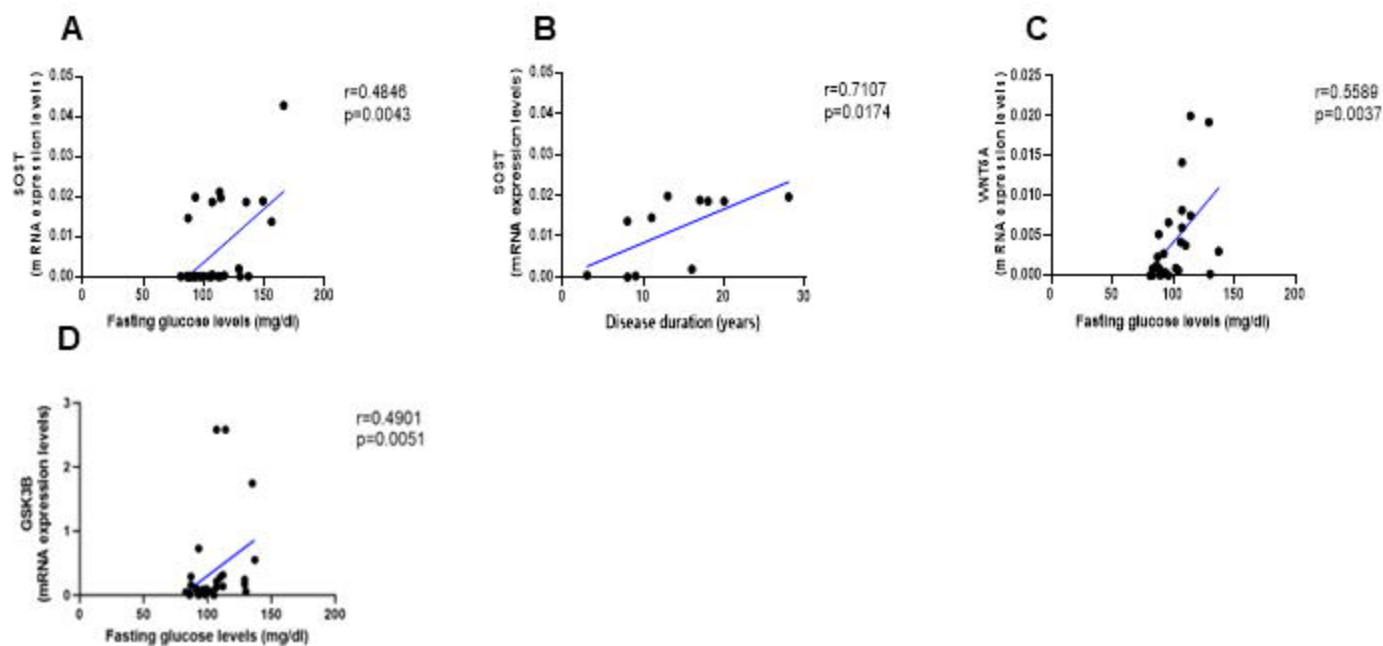 A
r=0.4846
p=0.0043
SOST
(mRNA expression levels)
0.05
0.04
0.03
0.02
0.01
0.00
0
50
100
150
200
Fasting glucose levels (mg/dl)
B
r=0.7107
p=0.0174
SOST
(mRNA expression levels)
0.05
0.04
0.03
0.02
0.01
0.00
0
10
20
30
Disease duration (years)
C
r=0.5589
p=0.0037
WNT5A
(mRNA expression levels)
0.025
0.020
0.015
0.010
0.005
0.000
0
50
100
150
200
Fasting glucose levels (mg/dl)
D
r=0.4901
p=0.0051
GSK3B
(mRNA expression levels)
3
2
1
0
0
50
100
150
200
Fasting glucose levels (mg/dl)